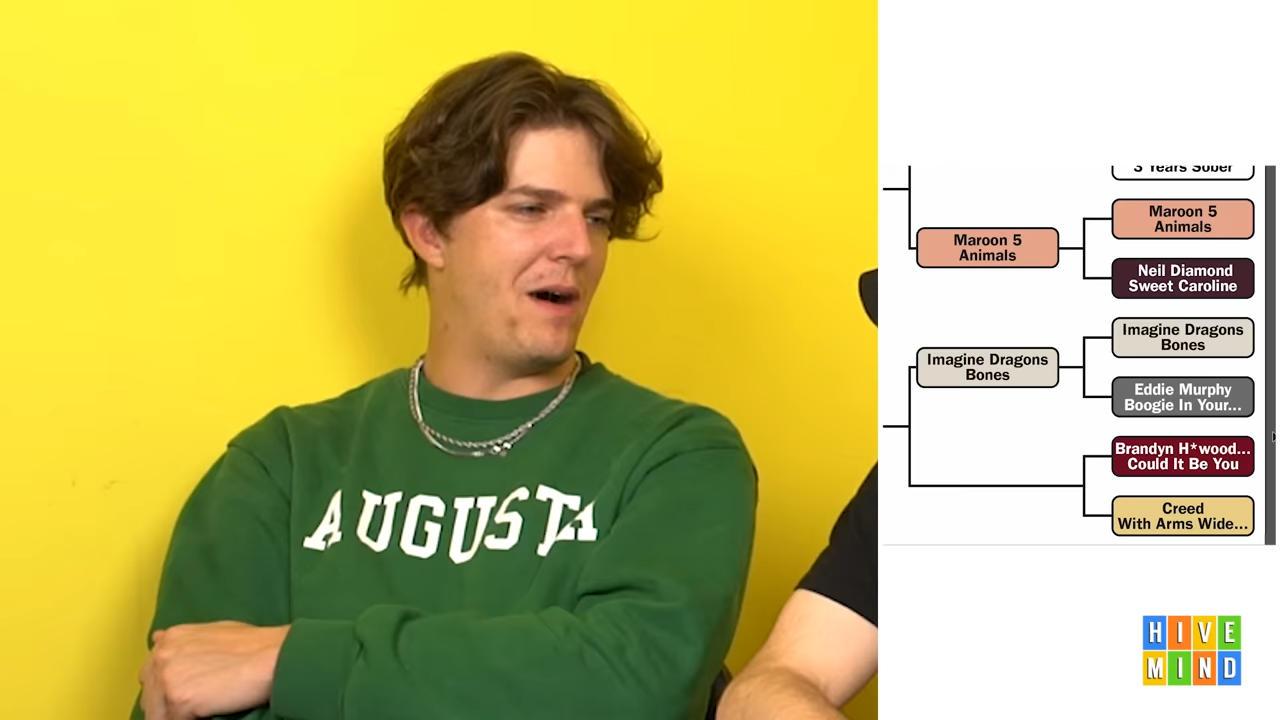 AUGUSTA
3 Years Sober
Maroon 5
Animals
Maroon 5
Animals
Neil Diamond
Sweet Caroline
Imagine Dragons
Bones
Imagine Dragons
Bones
Eddie Murphy
Boogie In Your...
Brandyn H*wood...
Could It Be You
Creed
With Arms Wide...
HIVE
MIND